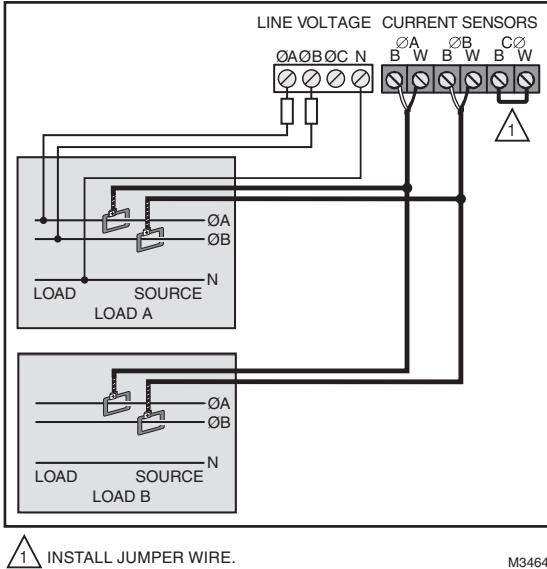 LINE VOLTAGE CURRENT SENSORS
ØA ØB CØ
ØAØBØC N B W B W B W
1
ØA
ØB
N
LOAD SOURCE
LOAD A
ØA
ØB
N
LOAD SOURCE
LOAD B
1 INSTALL JUMPER WIRE.
M3464